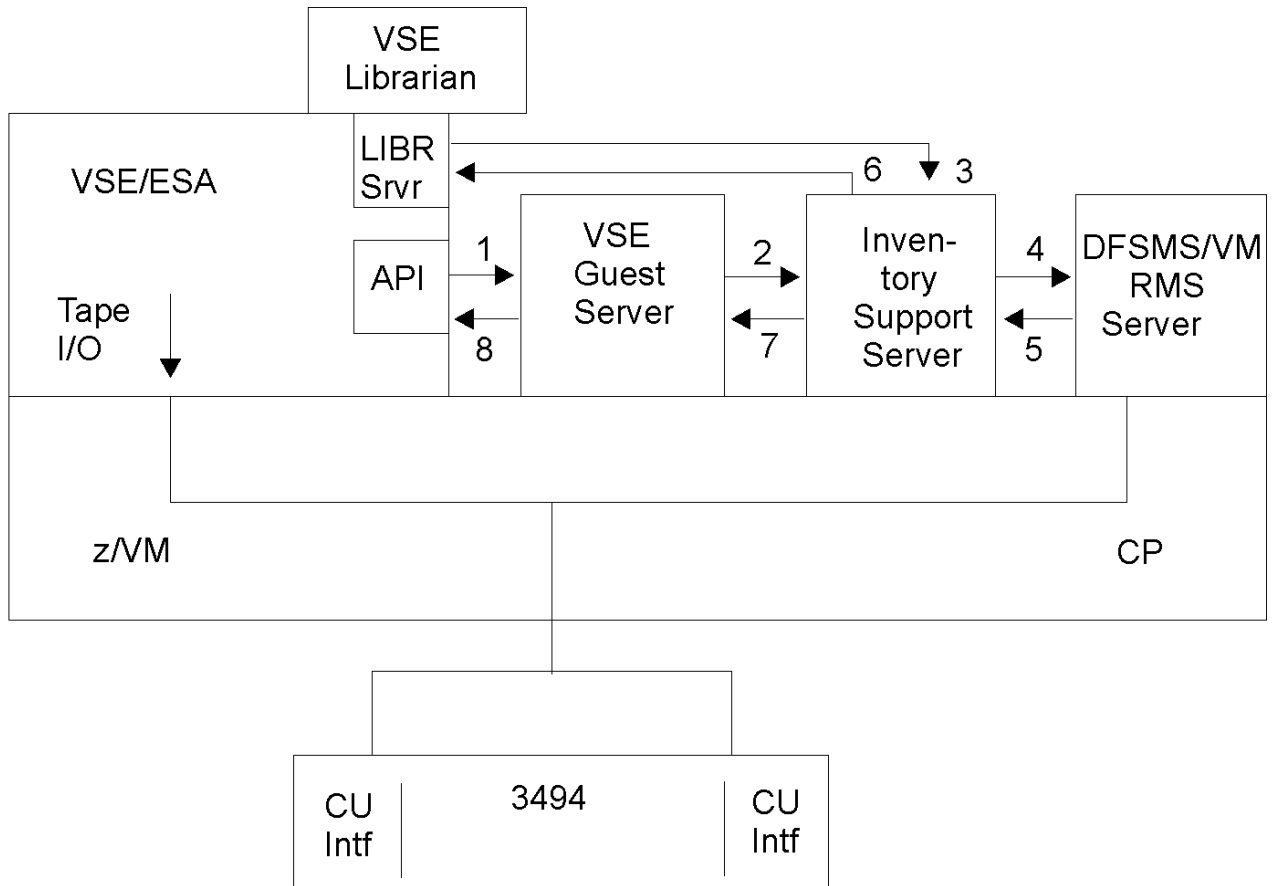 VSE
Librarian
LIBR
Srvr
VSE/ESA
6
3
API
1
VSE
Guest
Server
2
Inven-
tory
Support
Server
4
DFSMS/VM
RMS
Server
Tape
I/O
8
7
5
z/VM
CP
CU
Intf
3494
CU
Intf